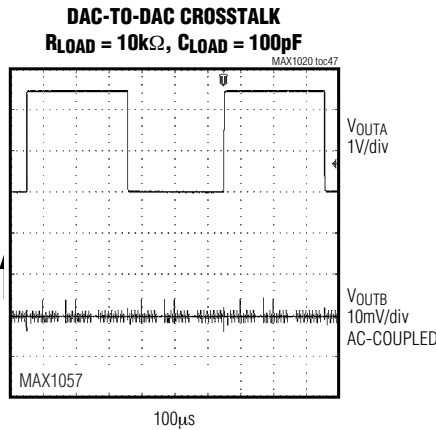 DAC-TO-DAC CROSSTALK
RLOAD = 10kΩ, CLOAD = 100pF
MAX1020 toc47
VOUTA
1V/div
VOUTB
10mV/div
AC-COUPLED
MAX1057
100μs